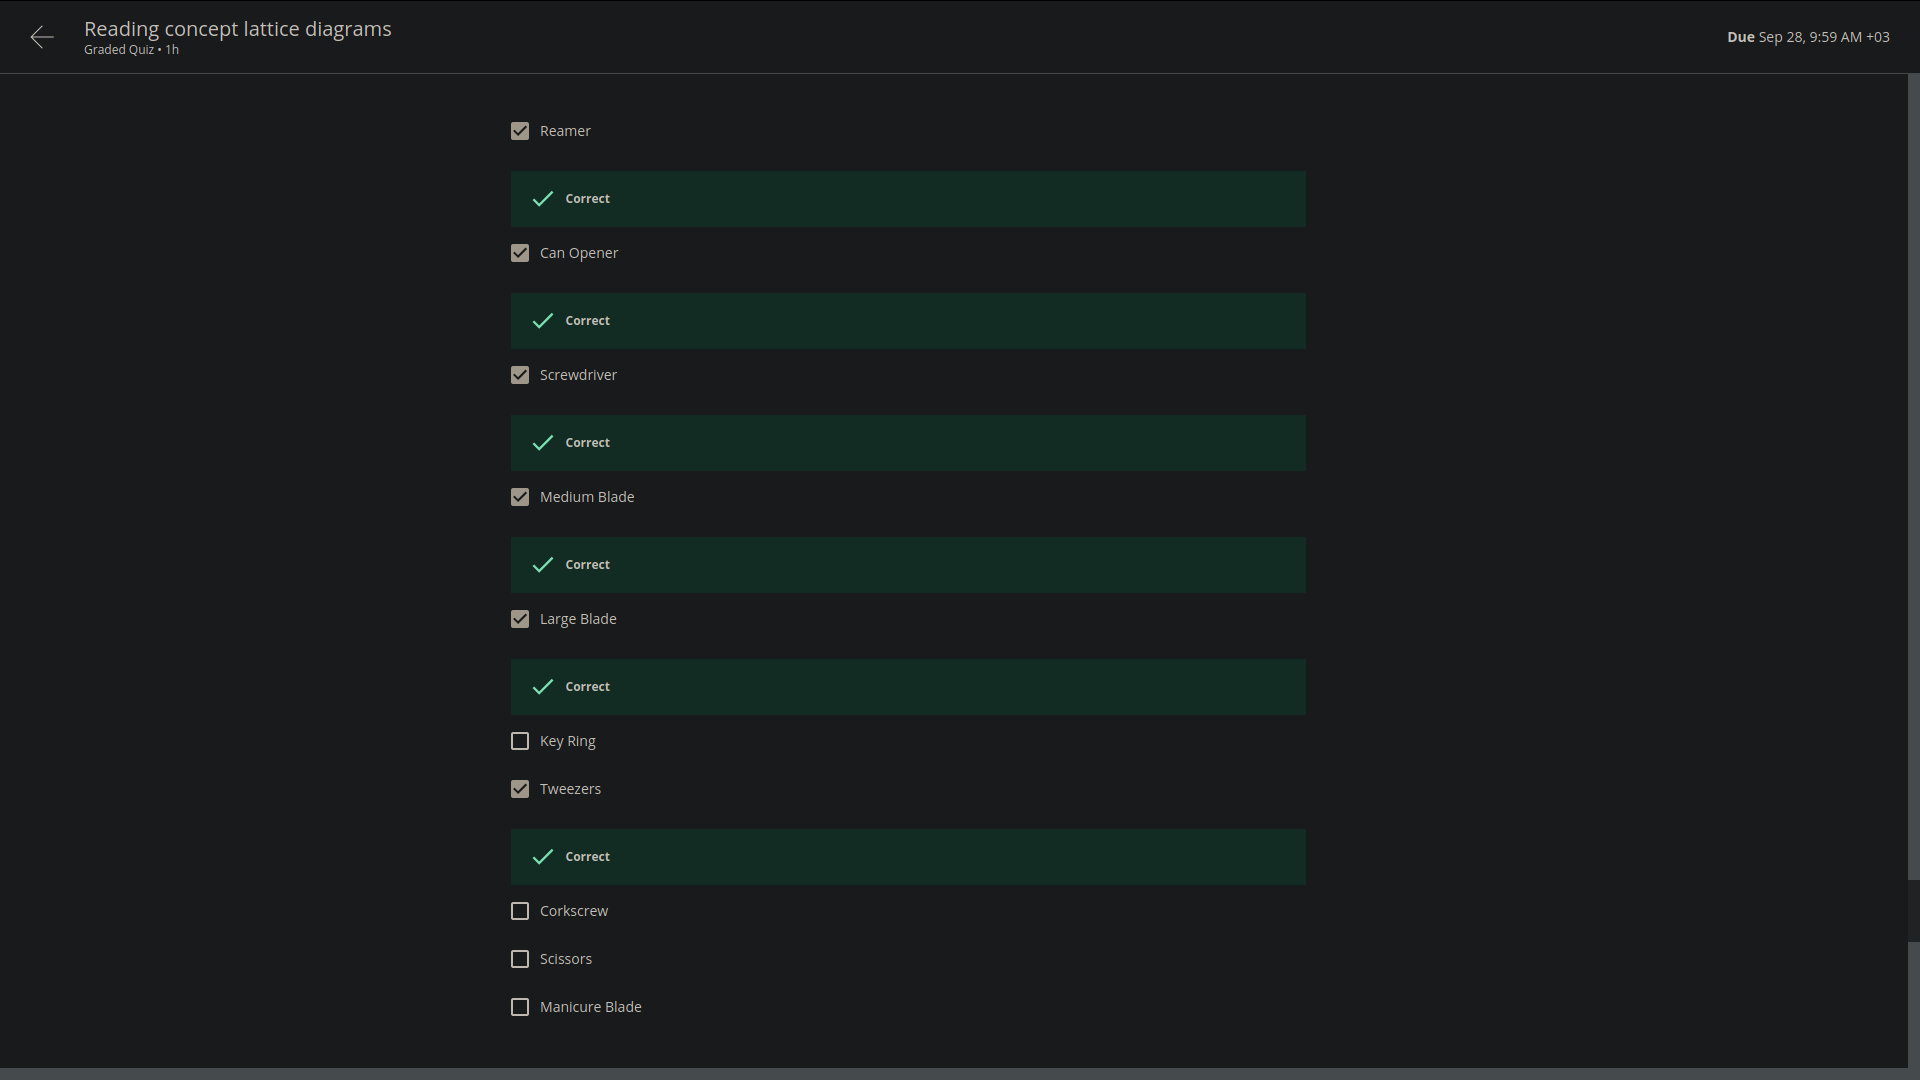 Reading concept lattice diagrams
Graded Quiz • 1h
Due Sep 28, 9:59 AM +03
Reamer
Correct
Can Opener
Correct
Screwdriver
Correct
Medium Blade
Correct
Large Blade
Correct
Key Ring
Tweezers
Correct
Corkscrew
Scissors
Manicure Blade